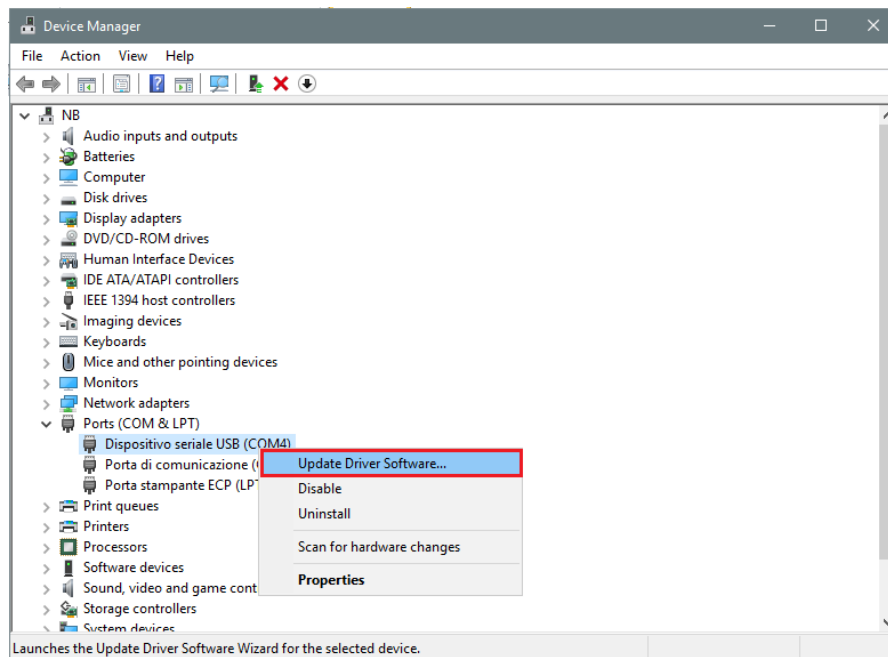 Device Manager
File Action View Help
NB
Audio inputs and outputs
Batteries
Computer
Disk drives
Display adapters
DVD/CD-ROM drives
Human Interface Devices
IDE ATA/ATAPI controllers
IEEE 1394 host controllers
Imaging devices
Keyboards
Mice and other pointing devices
Monitors
Network adapters
Ports (COM & LPT)
Dispositivo seriale USB (COM4)
Porta di comunicazione (
Porta stampante ECP (LPT
Print queues
Printers
Processors
Software devices
Sound, video and game cont
Storage controllers
System devices
Update Driver Software...
Disable
Uninstall
Scan for hardware changes
Properties
Launches the Update Driver Software Wizard for the selected device.